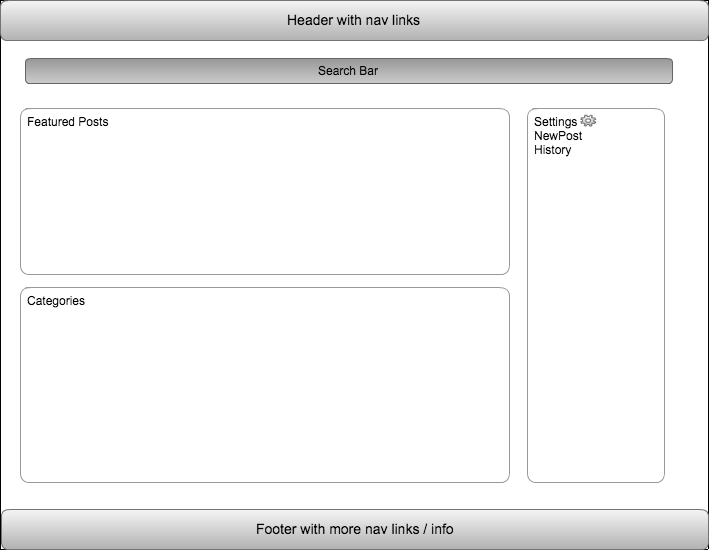 Header with nav links
Search Bar
Featured Posts
Settings
NewPost
History
Categories
Footer with more nav links / info